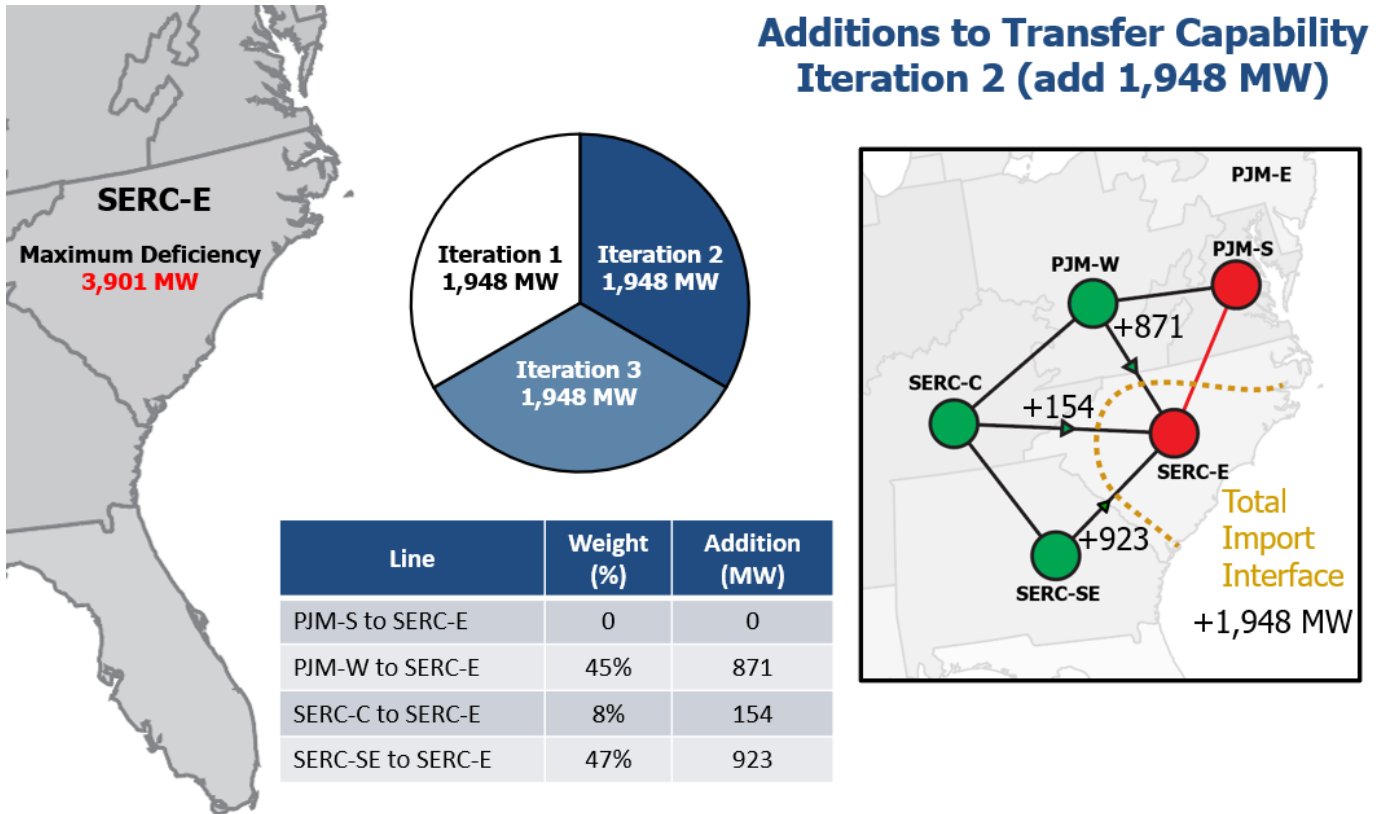 Additions to Transfer Capability
Iteration 2 (add 1,948 MW)
SERC-E
Maximum Deficiency
3,901 MW
Iteration 1
1,948 MW
Iteration 2
1,948 MW
Iteration 3
1,948 MW
Line Weight (%) Addition (MW)
PJM-S to SERC-E 0 0
PJM-W to SERC-E 45% 871
SERC-C to SERC-E 8% 154
SERC-SE to SERC-E 47% 923
PJM-E
PJM-S
PJM-W
+871
SERC-C
+154
SERC-E
+923
SERC-SE
Total
Import
Interface
+1,948 MW